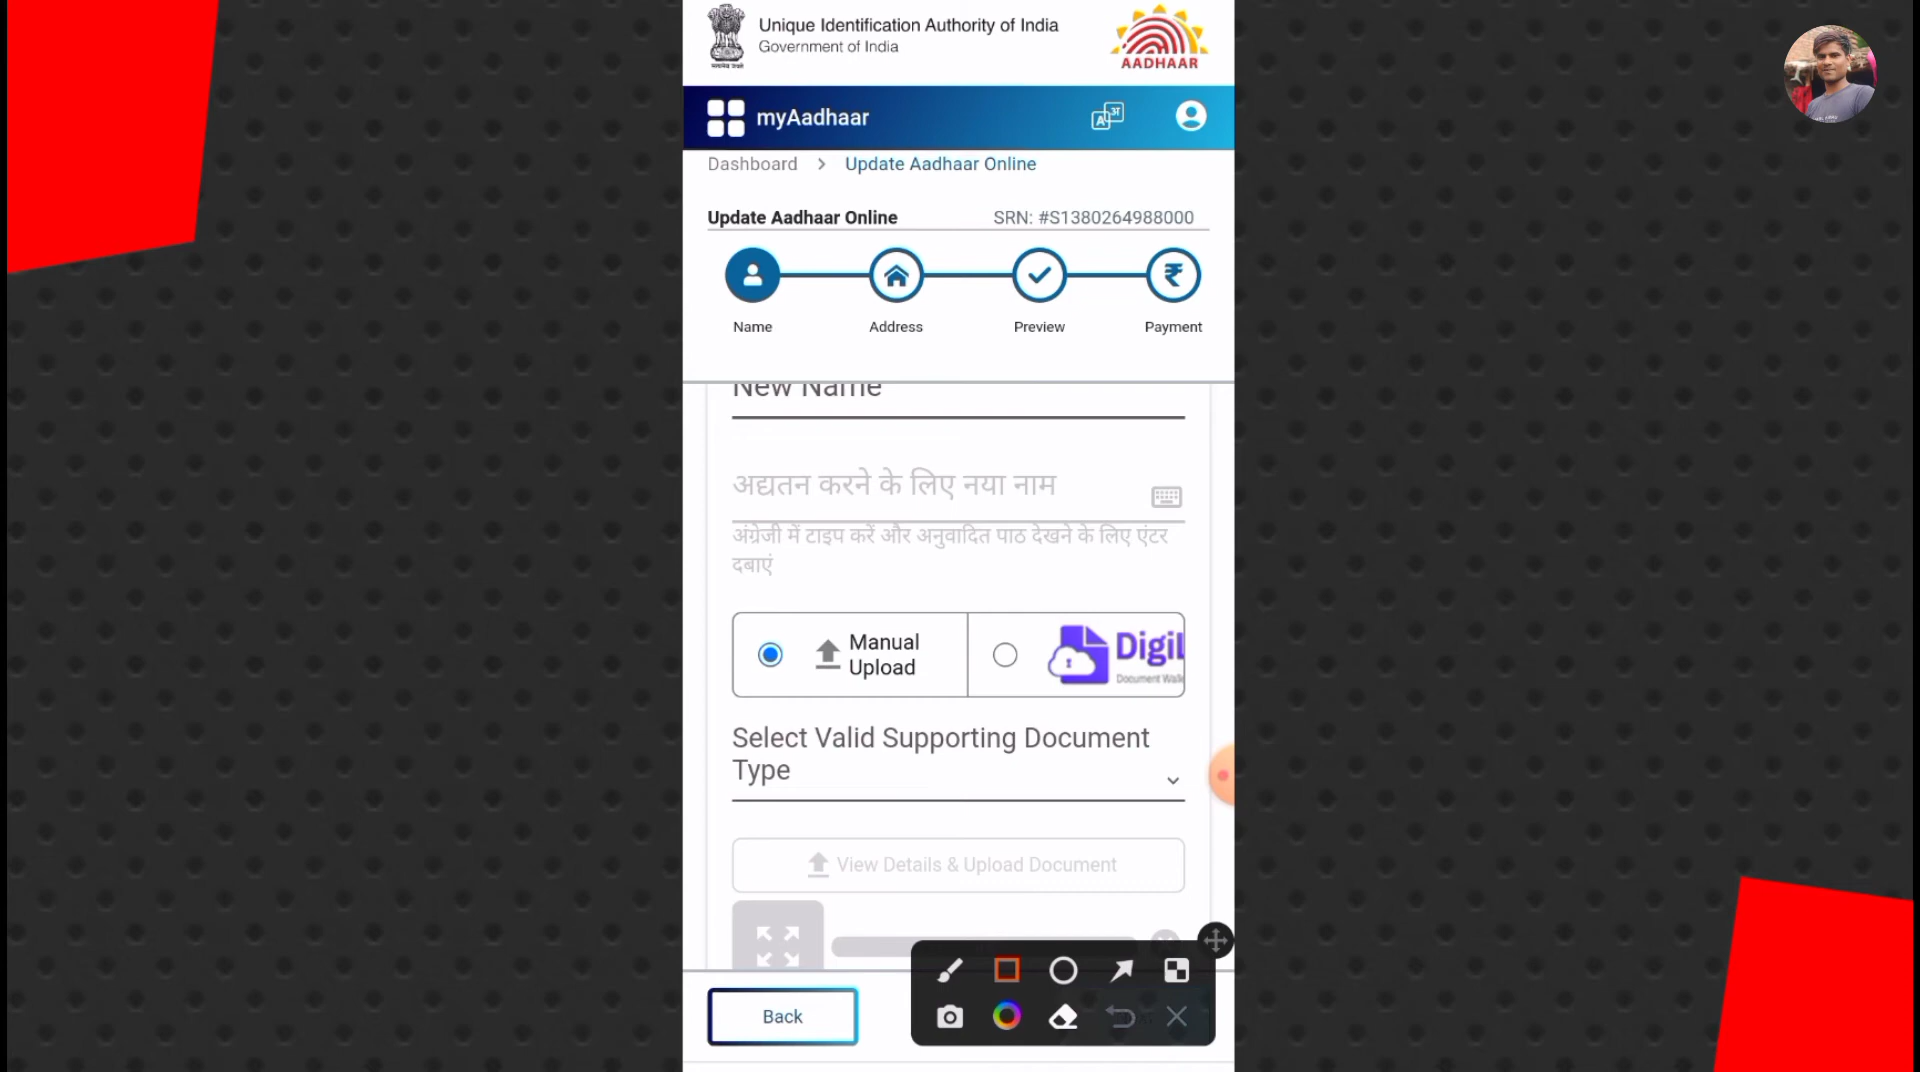 Unique Identification Authority of India
Government of India
AADHAAR
myAadhaar
Dashboard > Update Aadhaar Online
Update Aadhaar Online SRN: #S1380264988000
Name Address Preview Payment
New Name
अद्यतन करने के लिए नया नाम
अंग्रेजी में टाइप करें और अनुवादित पाठ देखने के लिए एंटर
दबाएं
Manual
Upload
DigiL
Document Wall
Select Valid Supporting Document
Type
View Details & Upload Document
Back